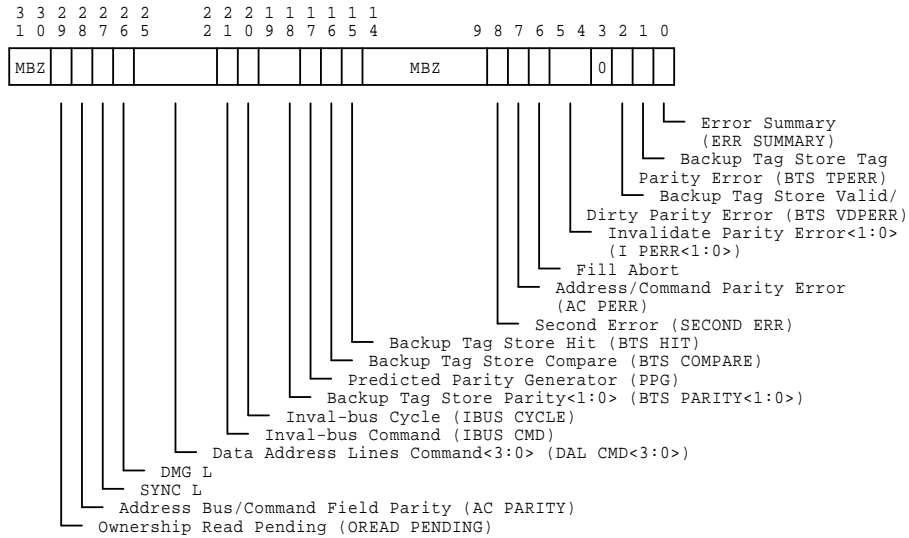 3 3 2 2 2 2 2 2 2 2 1 1 1 1 1 1
1 0 9 8 7 6 5 2 1 0 9 8 7 6 5 4 9 8 7 6 5 4 3 2 1 0
MBZ MBZ 0
Error Summary
(ERR SUMMARY)
Backup Tag Store Tag
Parity Error (BTS TPERR)
Backup Tag Store Valid/
Dirty Parity Error (BTS VDPERR)
Invalidate Parity Error<1:0>
(I PERR<1:0>)
Fill Abort
Address/Command Parity Error
(AC PERR)
Second Error (SECOND ERR)
Backup Tag Store Hit (BTS HIT)
Backup Tag Store Compare (BTS COMPARE)
Predicted Parity Generator (PPG)
Backup Tag Store Parity<1:0> (BTS PARITY<1:0>)
Inval-bus Cycle (IBUS CYCLE)
Inval-bus Command (IBUS CMD)
Data Address Lines Command<3:0> (DAL CMD<3:0>)
DMG L
SYNC L
Address Bus/Command Field Parity (AC PARITY)
Ownership Read Pending (OREAD PENDING)